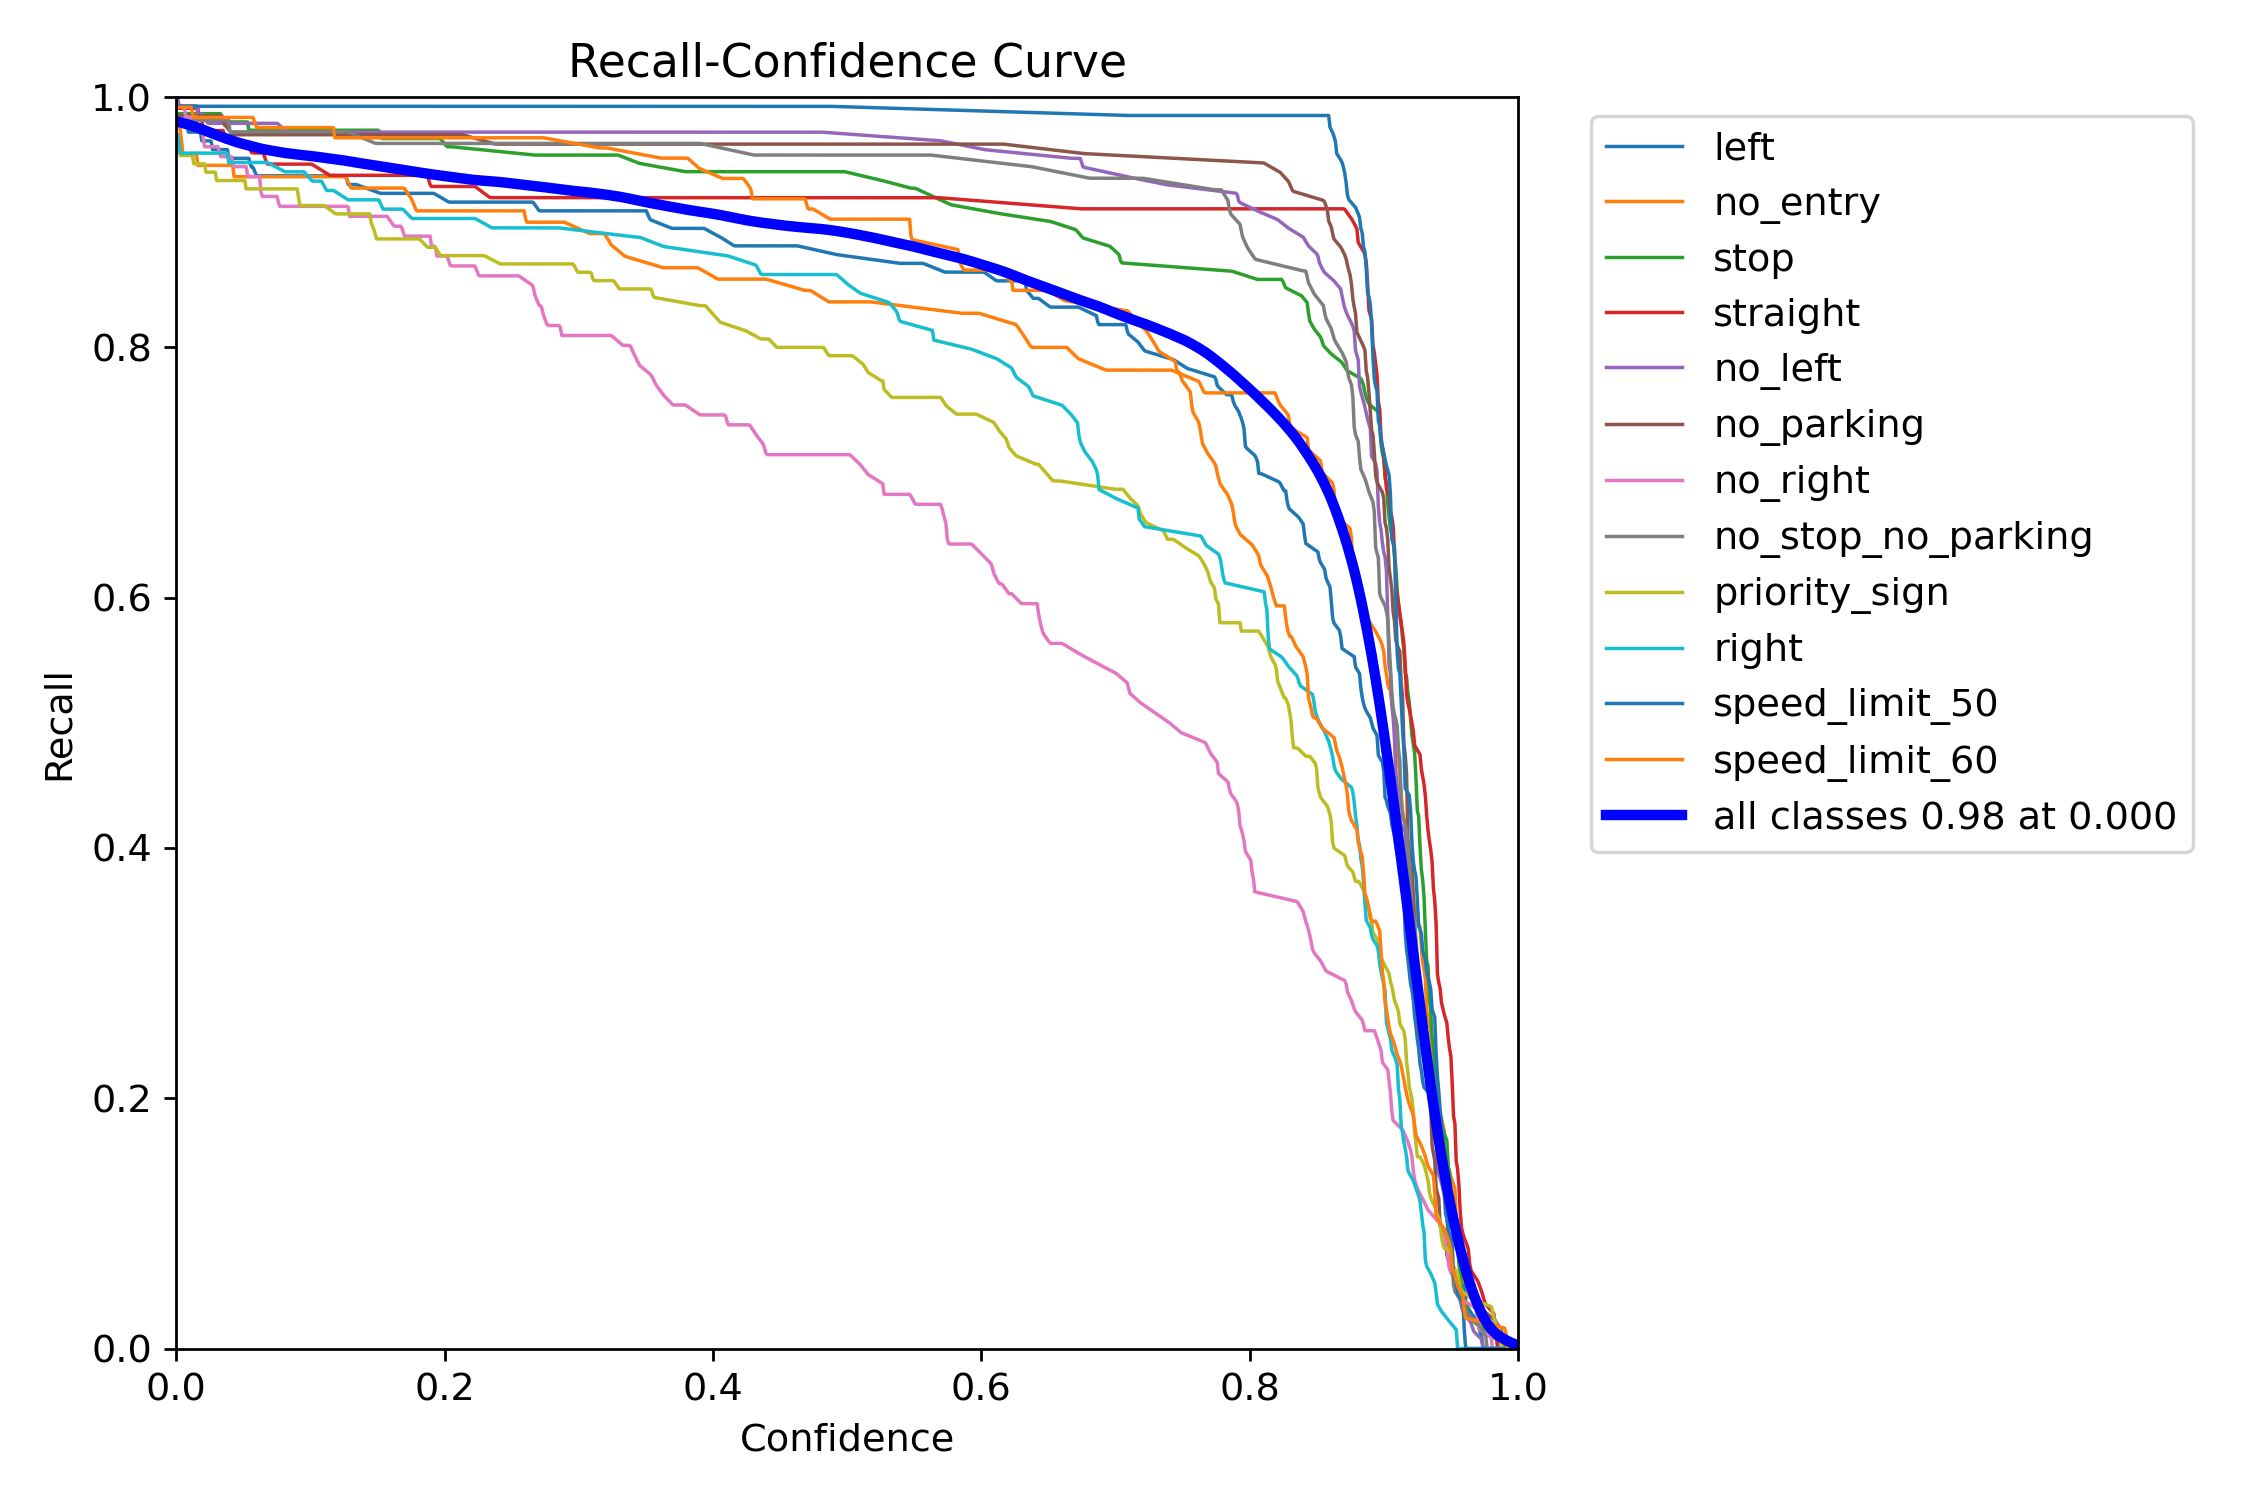 Recall-Confidence Curve
1.0
0.8
0.6
0.4
0.2
0.0
Recall
0.0 0.2 0.4 0.6 0.8 1.0
Confidence
left
no_entry
stop
straight
no_left
no_parking
no_right
no_stop_no_parking
priority_sign
right
speed_limit_50
speed_limit_60
all classes 0.98 at 0.000